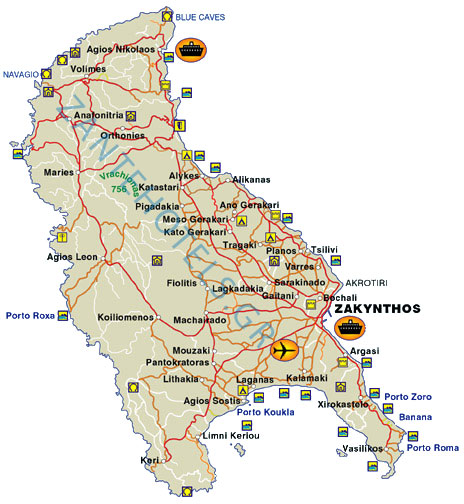 BLUE CAVES
Agios Nikolaos
NAVAGIO
Volimes
Anafonitria
Orthonies
ZANTEHOTELS.GR
Maries
Vrachionas
756
Alykes
Alikanas
Katastari
Pigadakia
Ano Gerakari
Meso Gerakari
Kato Gerakari
Tragaki
Planos
Tsilivi
Agios Leon
Varres
Fiolitis
Lagkadakia
Sarakinado
AKROTIRI
Gaitani
Bochali
Porto Roxa
Koiliomenos
Machairado
ZAKYNTHOS
Mouzaki
Argasi
Pantokratoras
Lithakia
Laganas
Kalamaki
Agios Sostis
Xirokastelo
Porto Zoro
Porto Koukla
Banana
Limni Keriou
Vasilikos
Porto Roma
Keri